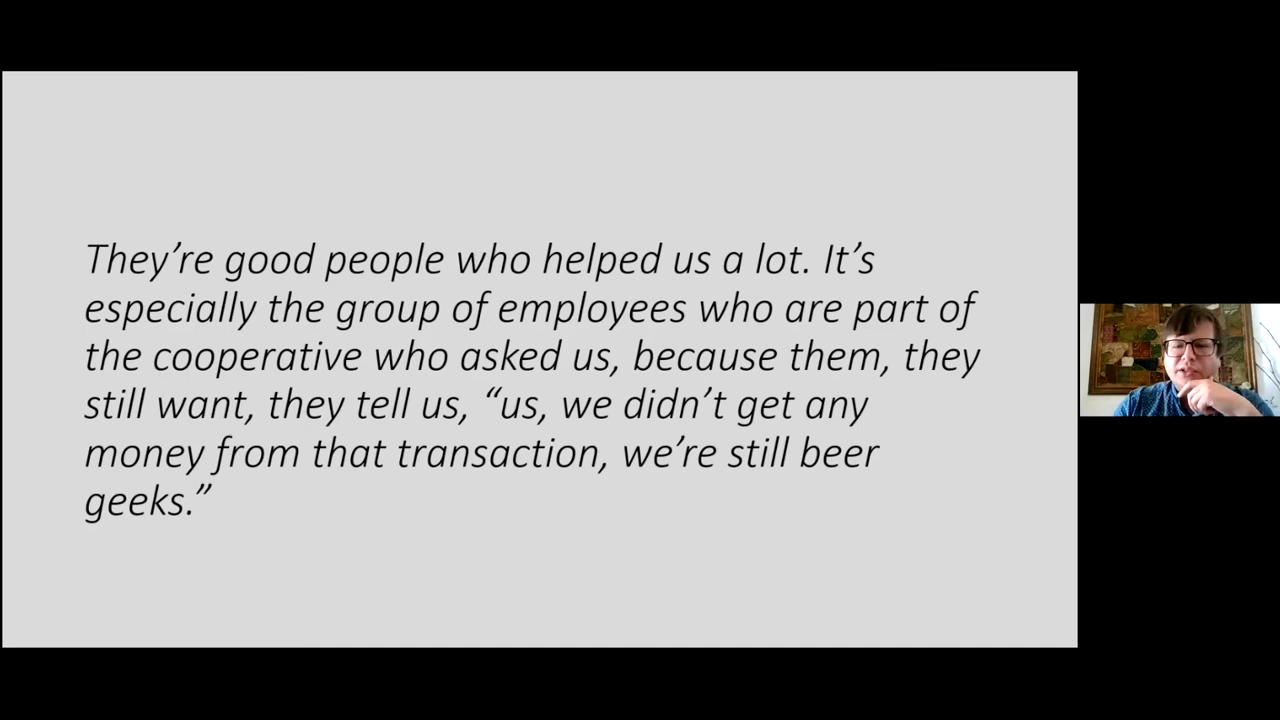 They’re good people who helped us a lot. It’s
especially the group of employees who are part of
the cooperative who asked us, because them, they
still want, they tell us, “us, we didn’t get any
money from that transaction, we’re still beer
geeks.”